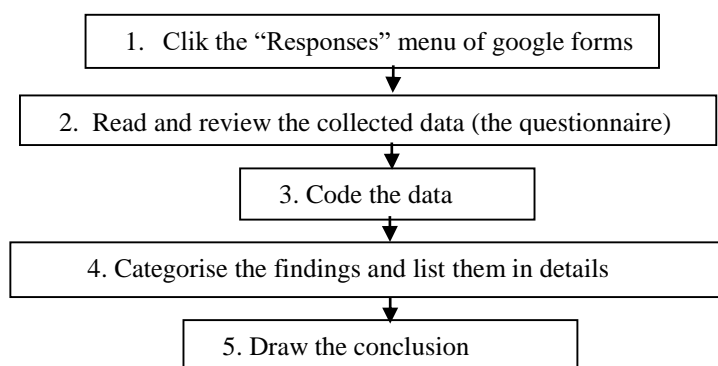 1. Clik the “Responses” menu of google forms
2. Read and review the collected data (the questionnaire)
3. Code the data
4. Categorise the findings and list them in details
5. Draw the conclusion